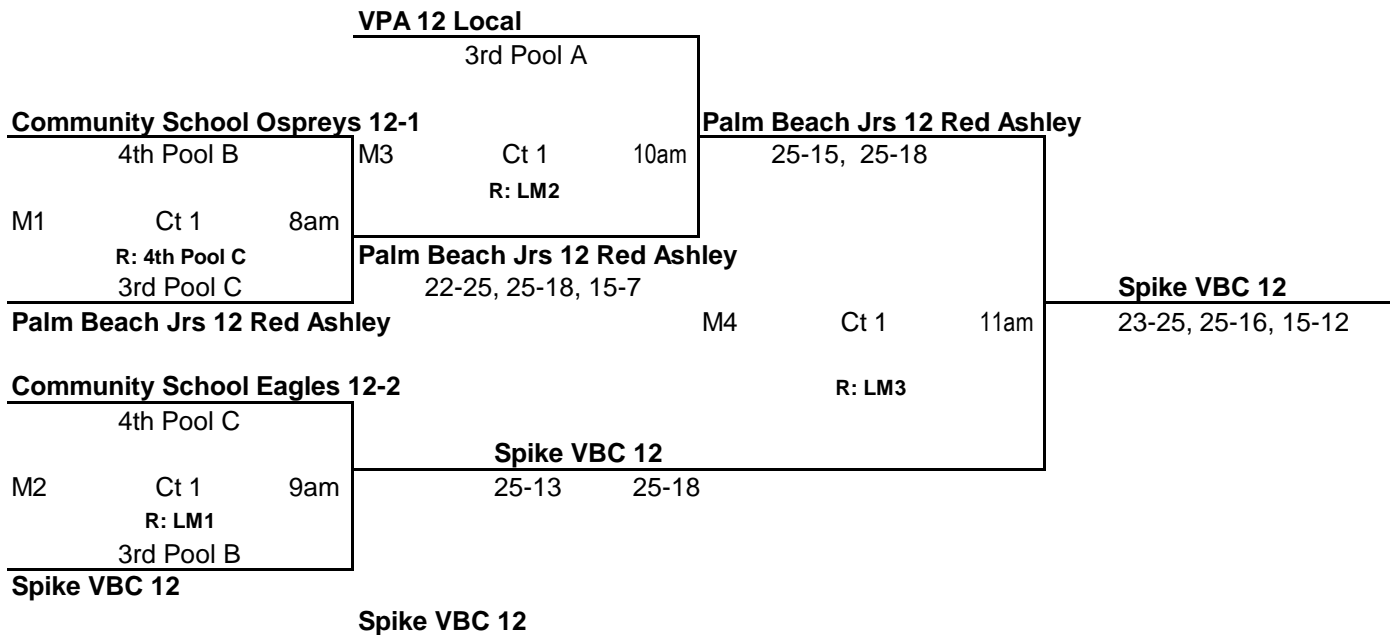 VPA 12 Local
3rd Pool A
Community School Ospreys 12-1 Palm Beach Jrs 12 Red Ashley
4th Pool B M3 Ct 1 10am 25-15, 25-18
R: LM2
M1 Ct 1 8am
R: 4th Pool C Palm Beach Jrs 12 Red Ashley
3rd Pool C 22-25, 25-18, 15-7 Spike VBC 12
Palm Beach Jrs 12 Red Ashley M4 Ct 1 11am 23-25, 25-16, 15-12
Community School Eagles 12-2 R: LM3
4th Pool C
Spike VBC 12
M2 Ct 1 9am 25-13 25-18
R: LM1
3rd Pool B
Spike VBC 12
Spike VBC 12